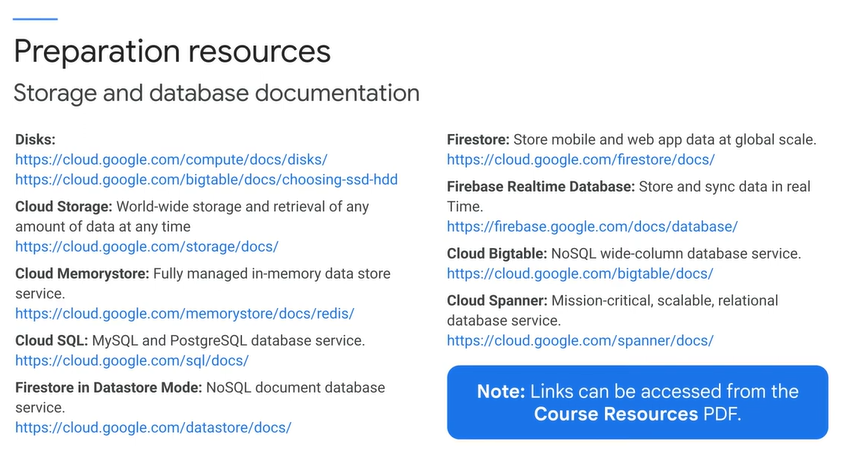 Preparation resources
Storage and database documentation
Disks:
https://cloud.google.com/compute/docs/disks/
https://cloud.google.com/bigtable/docs/choosing-ssd-hdd
Cloud Storage: World-wide storage and retrieval of any
amount of data at any time
https://cloud.google.com/storage/docs/
Cloud Memorystore: Fully managed in-memory data store
service.
https://cloud.google.com/memorystore/docs/redis/
Cloud SQL: MySQL and PostgreSQL database service.
https://cloud.google.com/sql/docs/
Firestore in Datastore Mode: NoSQL document database
service.
https://cloud.google.com/datastore/docs/
Firestore: Store mobile and web app data at global scale.
https://cloud.google.com/firestore/docs/
Firebase Realtime Database: Store and sync data in real
Time.
https://firebase.google.com/docs/database/
Cloud Bigtable: NoSQL wide-column database service.
https://cloud.google.com/bigtable/docs/
Cloud Spanner: Mission-critical, scalable, relational
database service.
https://cloud.google.com/spanner/docs/
Note: Links can be accessed from the
Course Resources PDF.